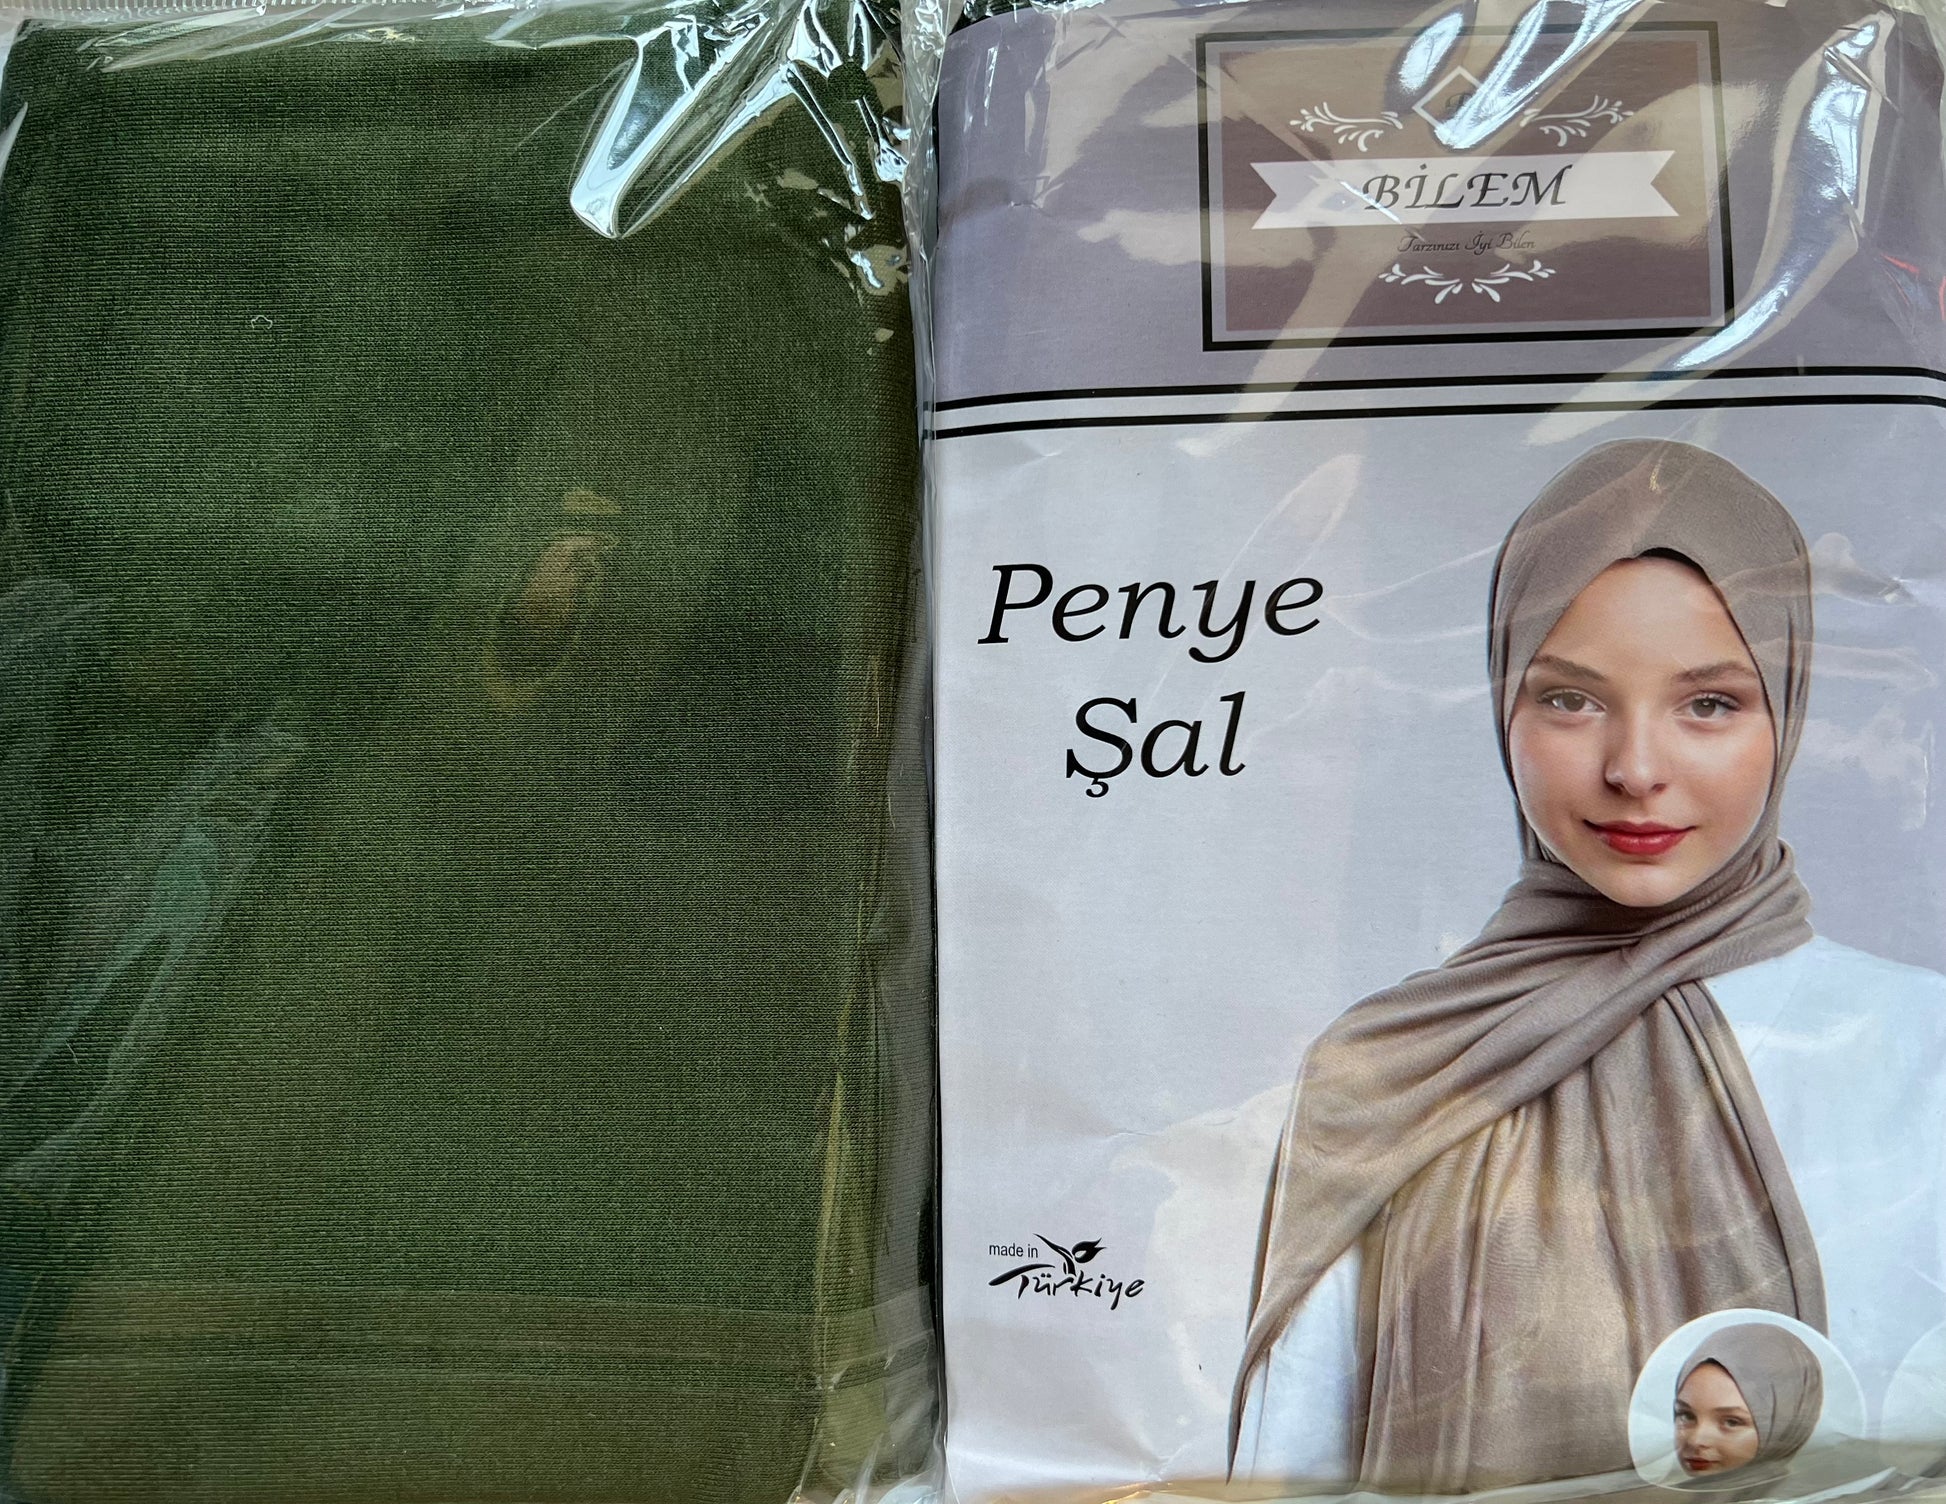 BİLEM
Tarzınızı İyi Bilen
Penye
Şal
made in
Türkiye